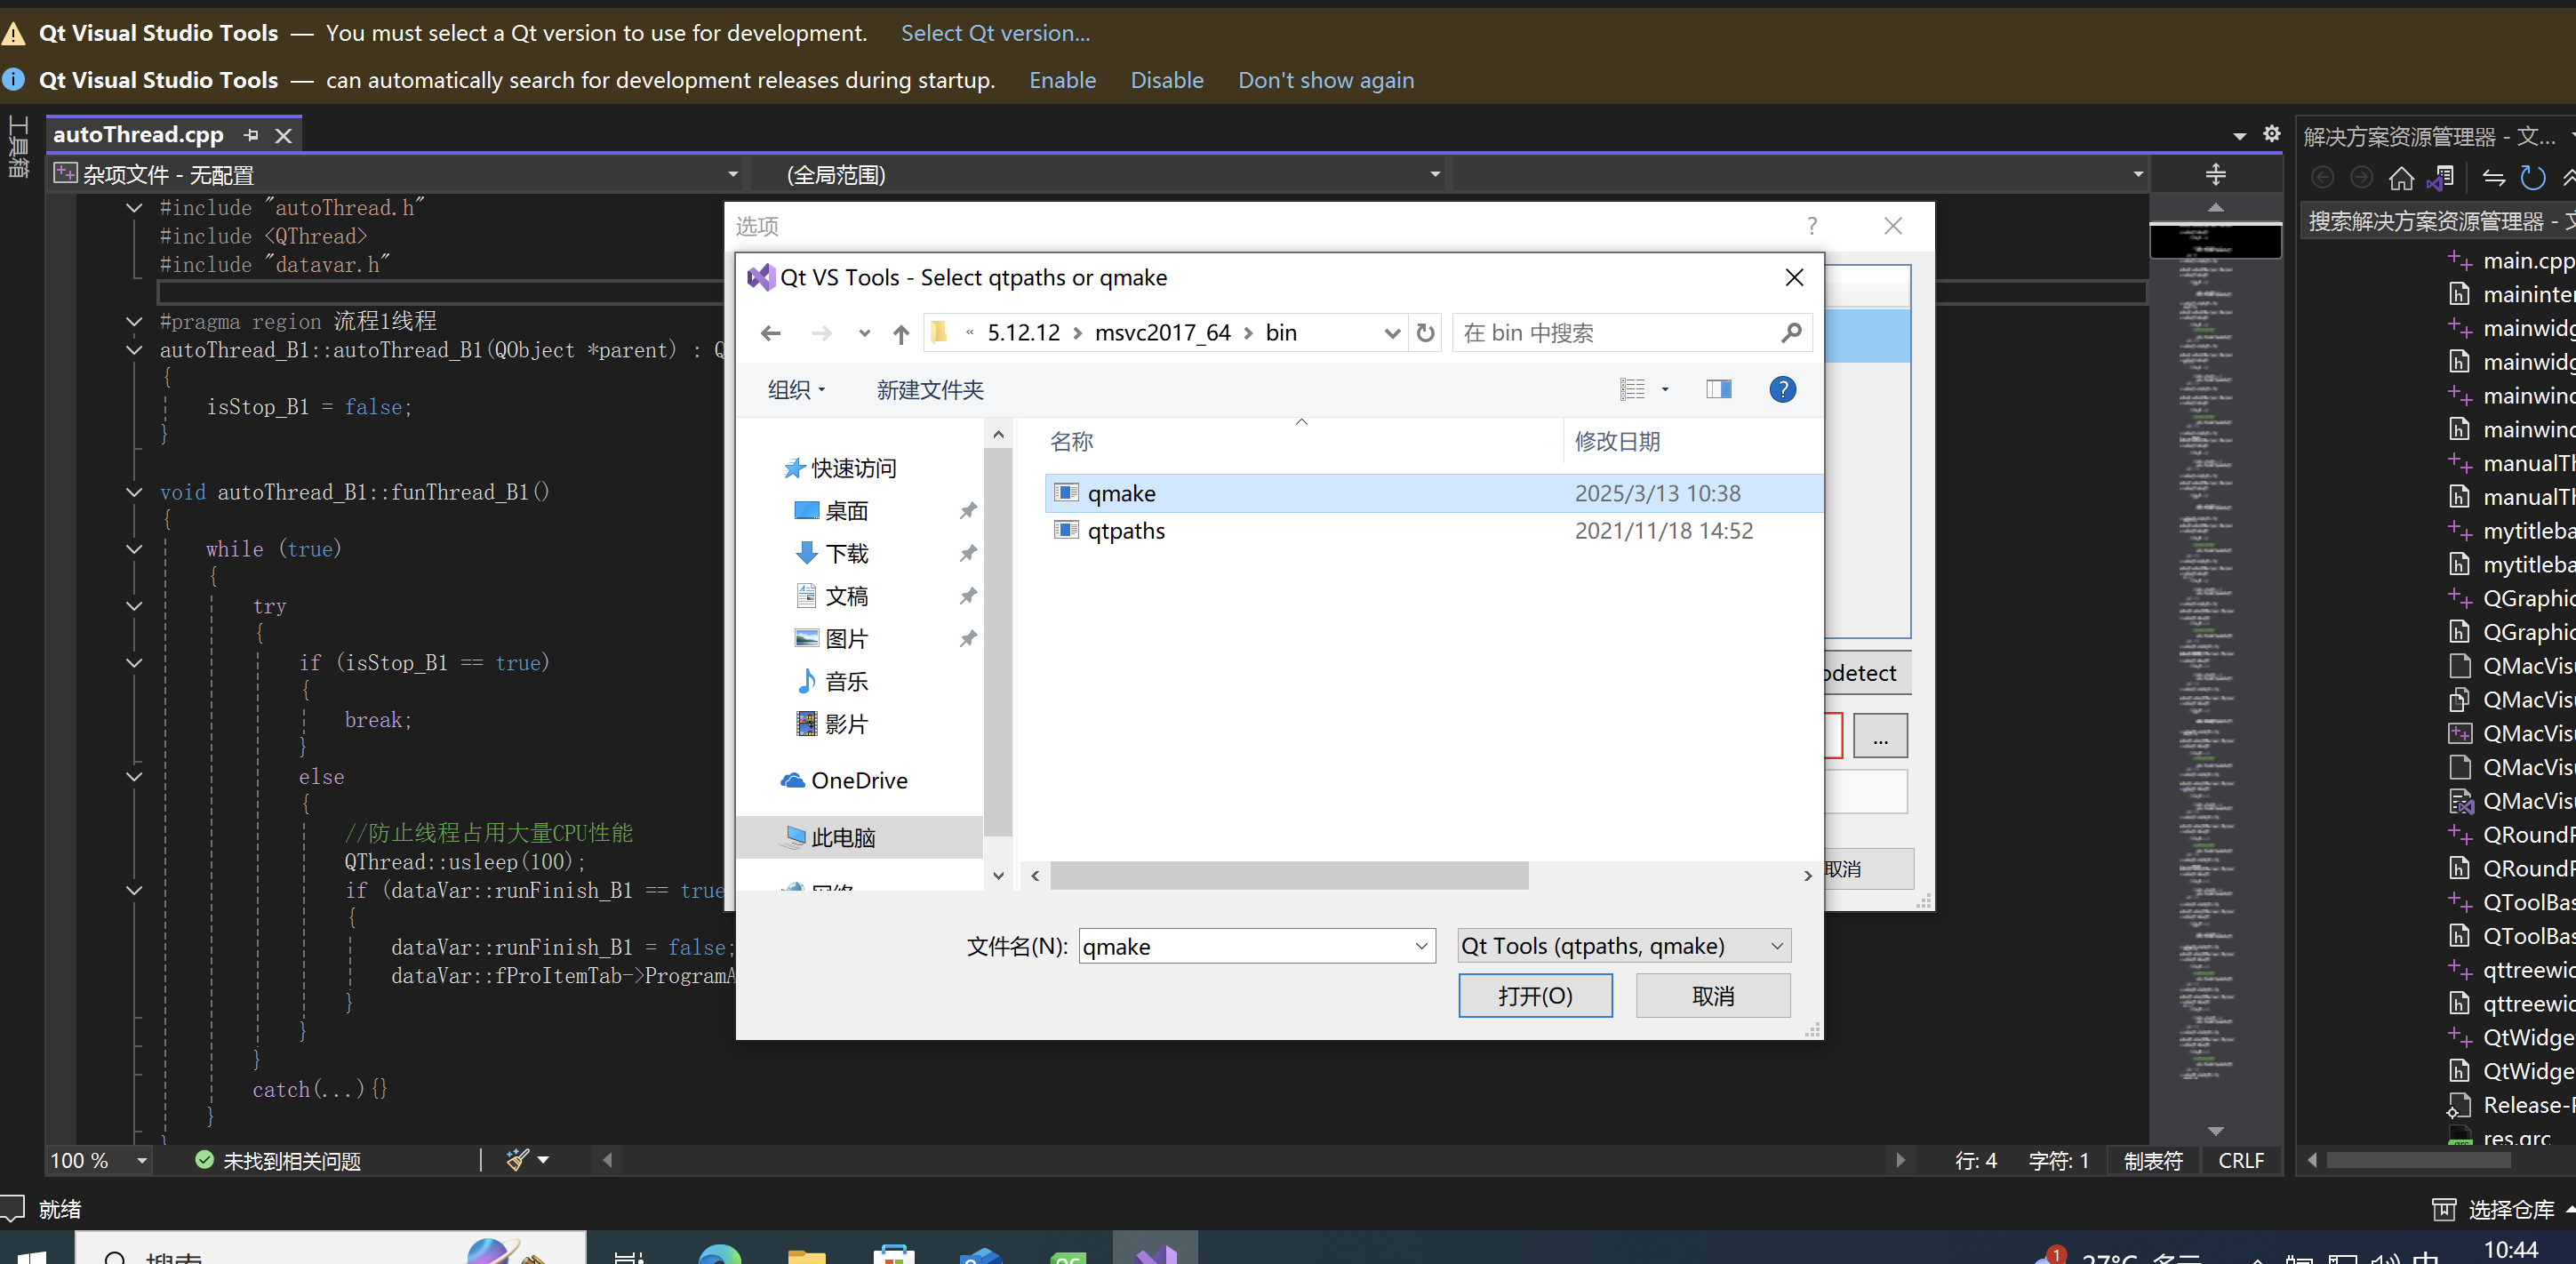 Qt Visual Studio Tools — You must select a Qt version to use for development. Select Qt version...
Qt Visual Studio Tools — can automatically search for development releases during startup. Enable Disable Don't show again
工具箱
autoThread.cpp
杂项文件 - 无配置
(全局范围)
#include "autoThread.h"
#include <QThread>
#include "datavar.h"
#pragma region 流程1线程
autoThread_B1::autoThread_B1(QObject *parent) : Q
{
isStop_B1 = false;
}
void autoThread_B1::funThread_B1()
{
while (true)
{
try
{
if (isStop_B1 == true)
{
break;
}
else
{
//防止线程占用大量CPU性能
QThread::usleep(100);
if (dataVar::runFinish_B1 == true
{
dataVar::runFinish_B1 = false;
dataVar::fProItemTab->ProgramA
}
}
}
catch(...){}
}
100 %
未找到相关问题
行: 4
字符: 1
制表符
CRLF
就绪
选择仓库
选项
?
Qt VS Tools - Select qtpaths or qmake
« 5.12.12 > msvc2017_64 > bin
在 bin 中搜索
组织
新建文件夹
名称
修改日期
快速访问
桌面
下载
文稿
图片
音乐
影片
OneDrive
此电脑
网络
qmake 2025/3/13 10:38
qtpaths 2021/11/18 14:52
文件名(N): qmake
Qt Tools (qtpaths, qmake)
打开(O)
取消
odetect
...
取消
解决方案资源管理器 - 文...
搜索解决方案资源管理器 - 文
main.cpp
maininter
mainwidg
mainwidg
mainwind
mainwind
manualTh
manualTh
mytitleba
mytitleba
QGraphic
QGraphic
QMacVisu
QMacVisu
QMacVisu
QMacVisu
QMacVisu
QRoundP
QRoundP
QToolBas
QToolBas
qttreewid
qttreewid
QtWidge
QtWidge
Release-P
res.qrc
搜索
1
27°C 多云
中
10:44